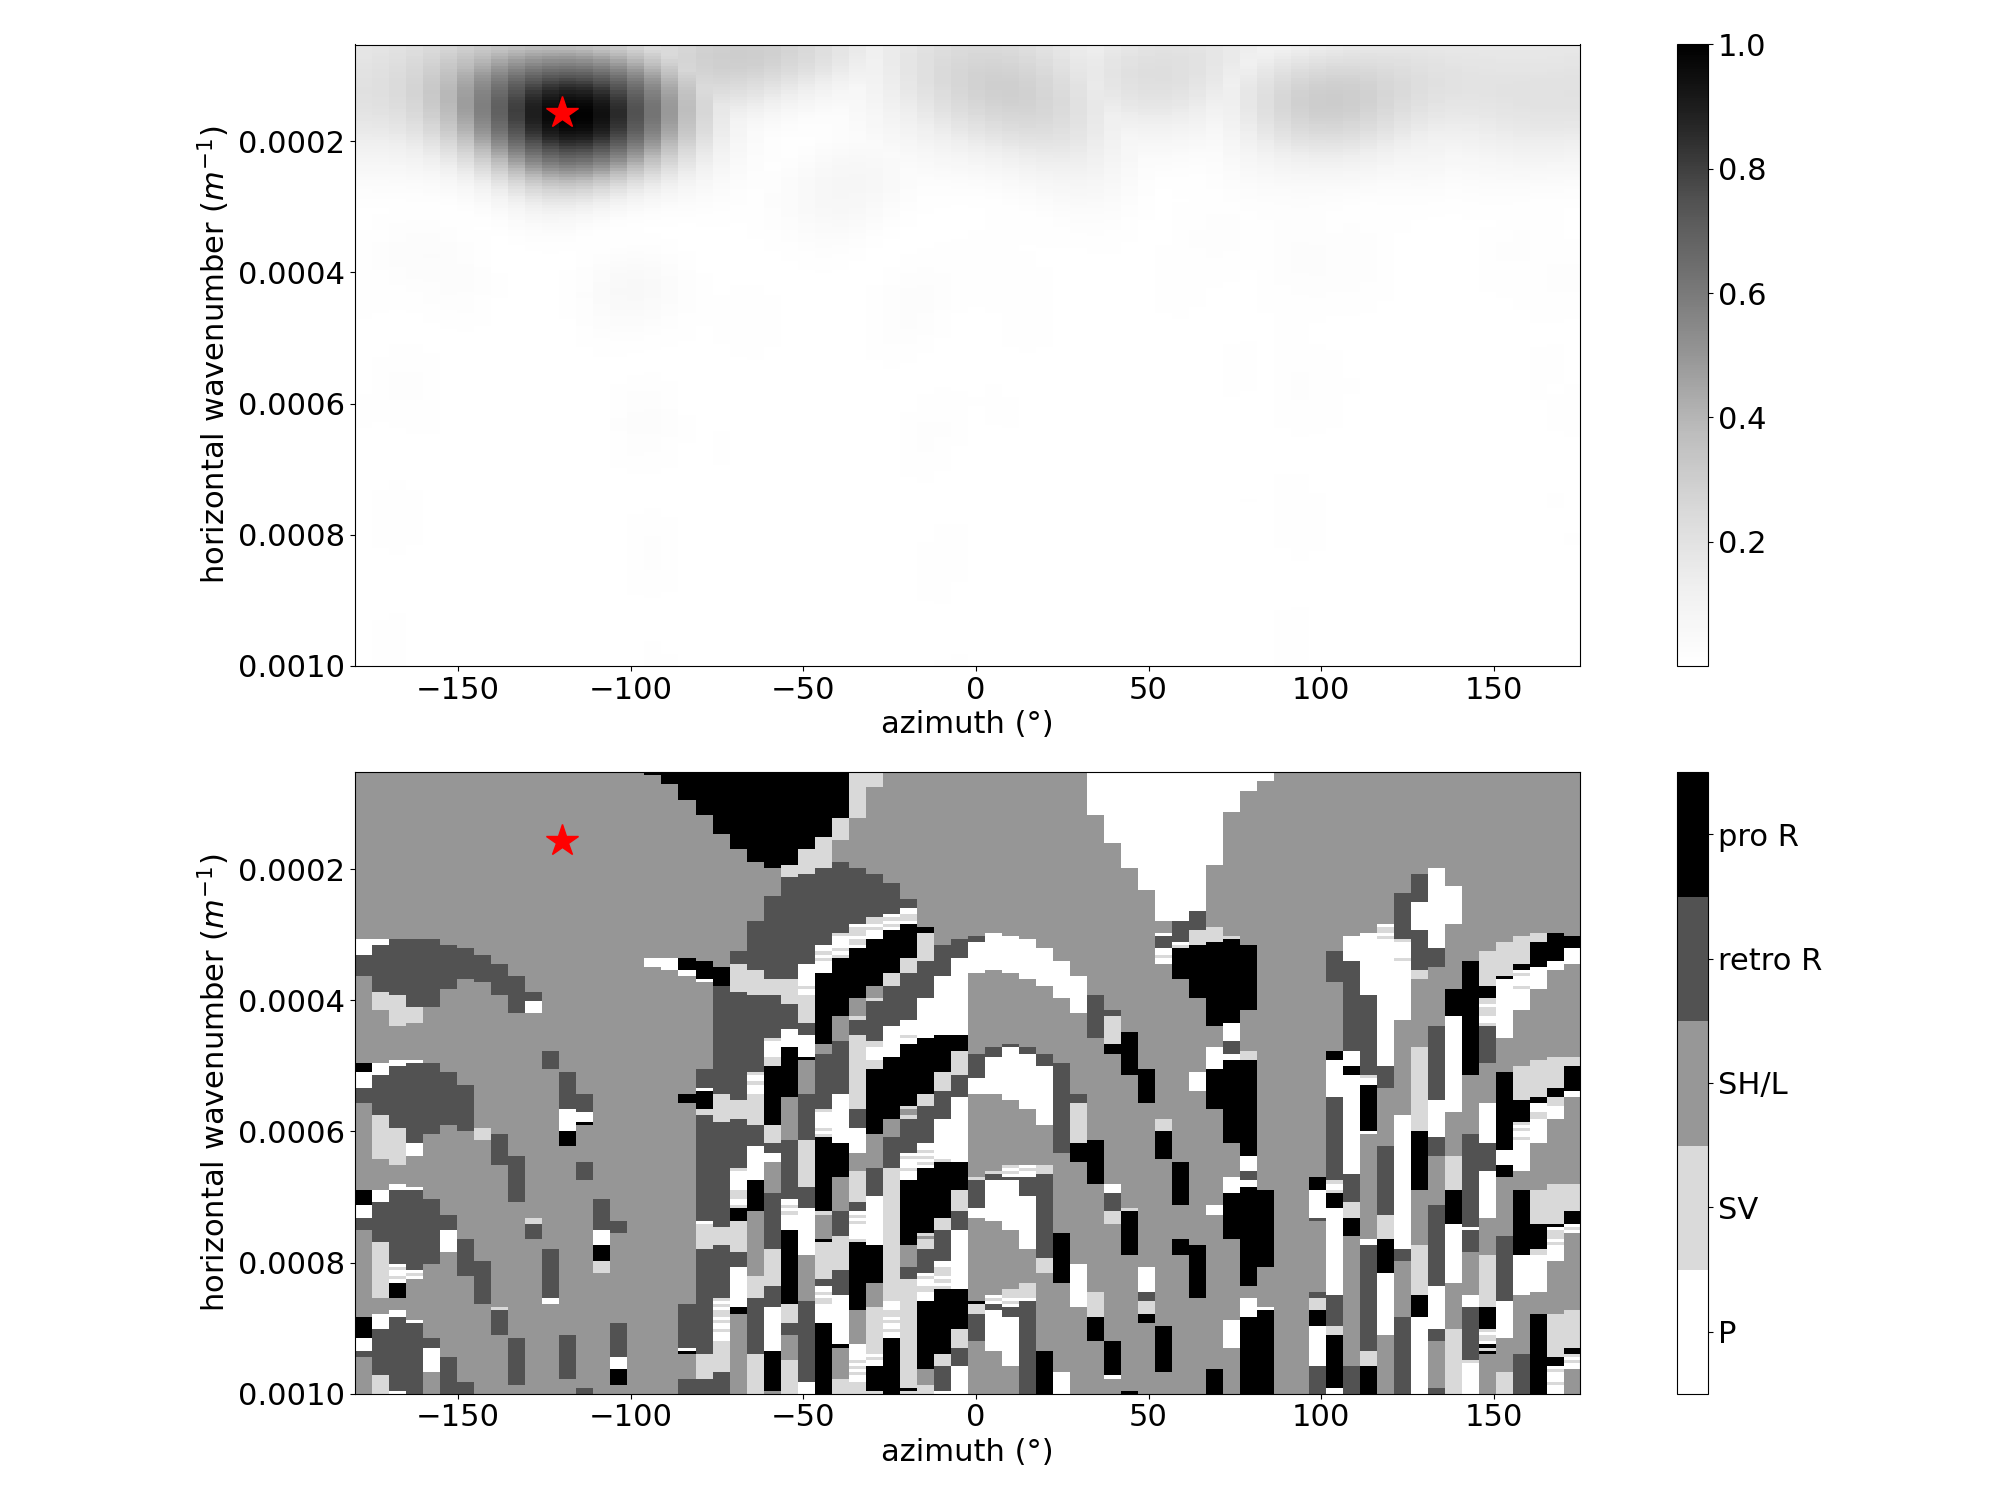 horizontal wavenumber (m⁻¹)
0.0002
0.0004
0.0006
0.0008
0.0010
−150 −100 −50 0 50 100 150
azimuth (°)
1.0
0.8
0.6
0.4
0.2
horizontal wavenumber (m⁻¹)
0.0002
0.0004
0.0006
0.0008
0.0010
−150 −100 −50 0 50 100 150
azimuth (°)
pro R
retro R
SH/L
SV
P